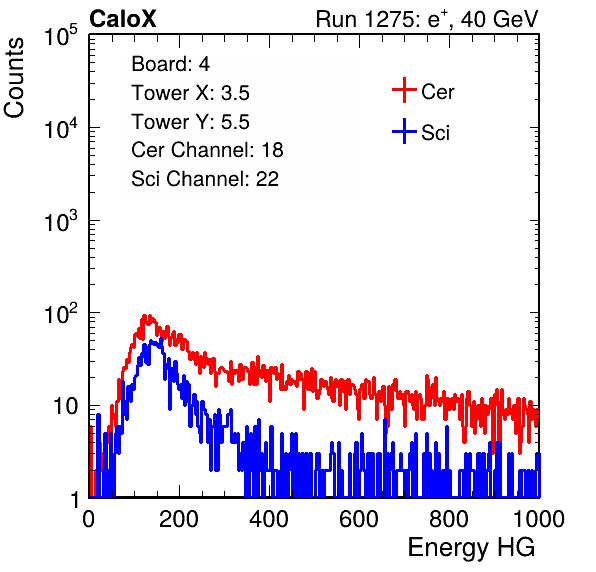 CaloX Run 1275: e⁺, 40 GeV
Counts
Board: 4
Tower X: 3.5
Tower Y: 5.5
Cer Channel: 18
Sci Channel: 22
Cer
Sci
10⁵
10⁴
10³
10²
10
1
0 200 400 600 800 1000
Energy HG